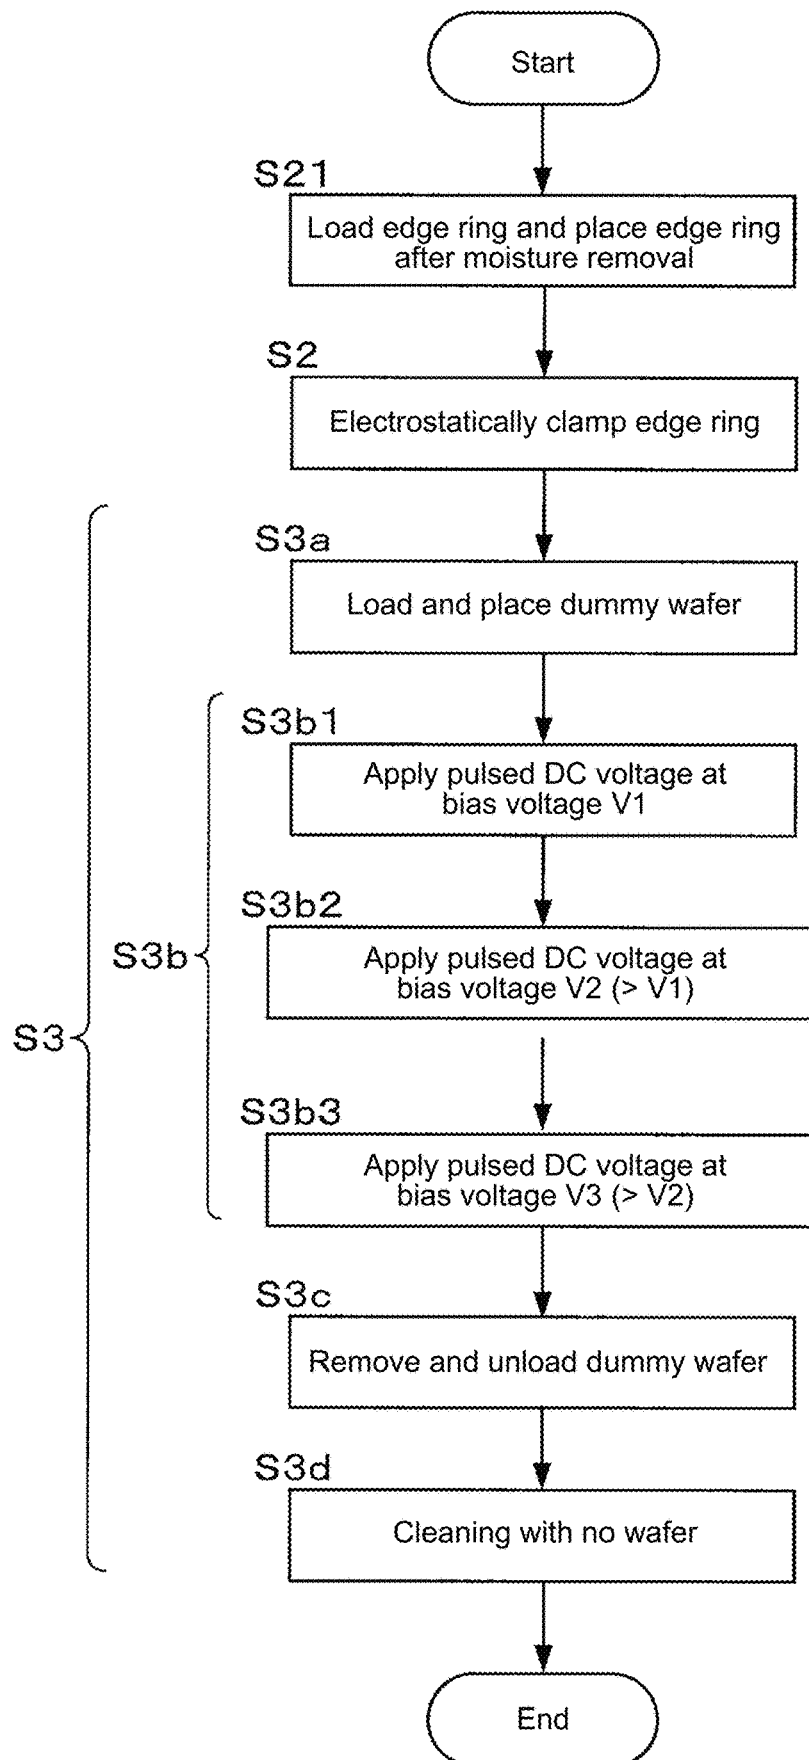 Start
S21
Load edge ring and place edge ring
after moisture removal
S2
Electrostatically clamp edge ring
S3a
Load and place dummy wafer
S3b1
Apply pulsed DC voltage at
bias voltage V1
S3b2
Apply pulsed DC voltage at
bias voltage V2 (> V1)
S3b
S3
S3b3
Apply pulsed DC voltage at
bias voltage V3 (> V2)
S3c
Remove and unload dummy wafer
S3d
Cleaning with no wafer
End